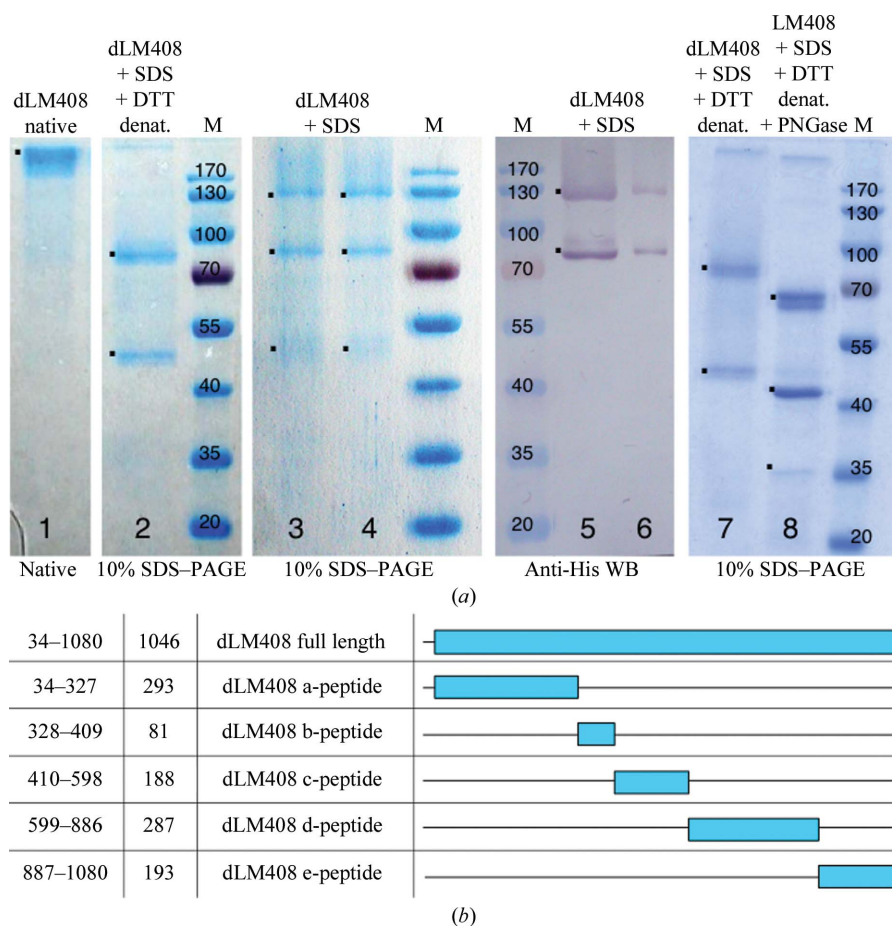 dLM408
native
dLM408
+ SDS
+ DTT
denat.
M
dLM408
+ SDS
M
M
dLM408
+ SDS
dLM408
+ SDS
+ DTT
denat.
LM408
+ SDS
+ DTT
denat.
+ PNGase M
170
130
100
70
55
40
35
20
170
130
100
70
55
40
35
20
170
130
100
70
55
40
35
20
1
2
3
4
5
6
7
8
Native
10% SDS–PAGE
10% SDS–PAGE
Anti-His WB
10% SDS–PAGE
(a)
34–1080 1046 dLM408 full length
34–327 293 dLM408 a-peptide
328–409 81 dLM408 b-peptide
410–598 188 dLM408 c-peptide
599–886 287 dLM408 d-peptide
887–1080 193 dLM408 e-peptide
(b)